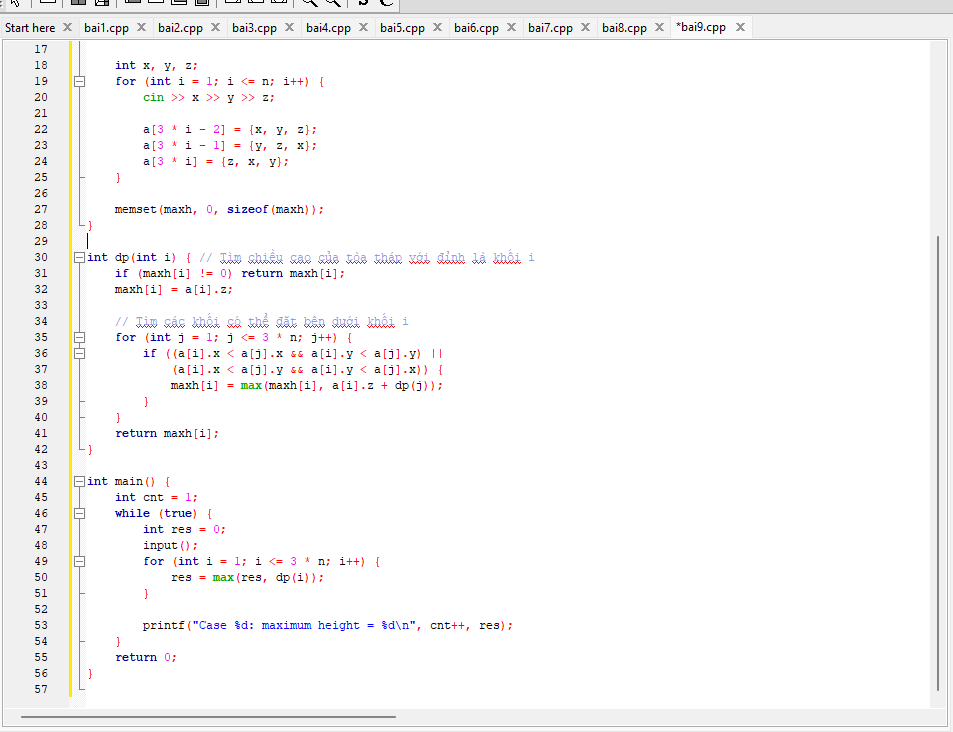 Start here X bai1.cpp X bai2.cpp X bai3.cpp X bai4.cpp X bai5.cpp X bai6.cpp X bai7.cpp X bai8.cpp X *bai9.cpp X
17
18 int x, y, z;
19 for (int i = 1; i <= n; i++) {
20 cin >> x >> y >> z;
21
22 a[3 * i - 2] = {x, y, z};
23 a[3 * i - 1] = {y, z, x};
24 a[3 * i] = {z, x, y};
25 }
26
27 memset(maxh, 0, sizeof(maxh));
28 }
29
30 int dp(int i) { // Tìm chiều cao của tòa tháp với đỉnh là khối i
31 if (maxh[i] != 0) return maxh[i];
32 maxh[i] = a[i].z;
33
34 // Tìm các khối có thể đặt bên dưới khối i
35 for (int j = 1; j <= 3 * n; j++) {
36 if ((a[i].x < a[j].x && a[i].y < a[j].y) ||
37 (a[i].x < a[j].y && a[i].y < a[j].x)) {
38 maxh[i] = max(maxh[i], a[i].z + dp(j));
39 }
40 }
41 return maxh[i];
42 }
43
44 int main() {
45 int cnt = 1;
46 while (true) {
47 int res = 0;
48 input();
49 for (int i = 1; i <= 3 * n; i++) {
50 res = max(res, dp(i));
51 }
52
53 printf("Case %d: maximum height = %d\n", cnt++, res);
54 }
55 return 0;
56 }
57